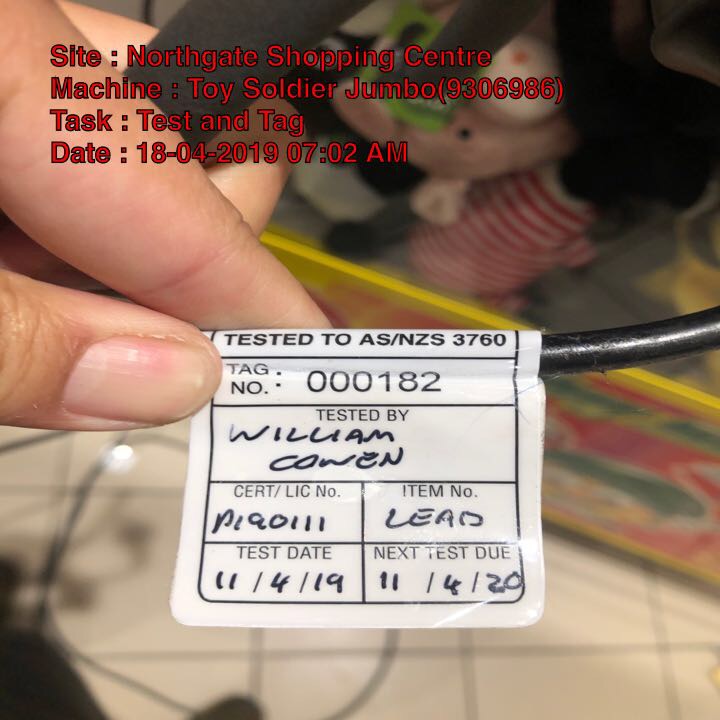 Site : Northgate Shopping Centre
Machine : Toy Soldier Jumbo(9306986)
Task : Test and Tag
Date : 18-04-2019 07:02 AM
TESTED TO AS/NZS 3760
TAG NO. : 000182
TESTED BY
WILLIAM
COWEN
CERT/ LIC No. ITEM No.
A190111 LEAD
TEST DATE NEXT TEST DUE
11 / 4 / 19 11 / 4 / 20